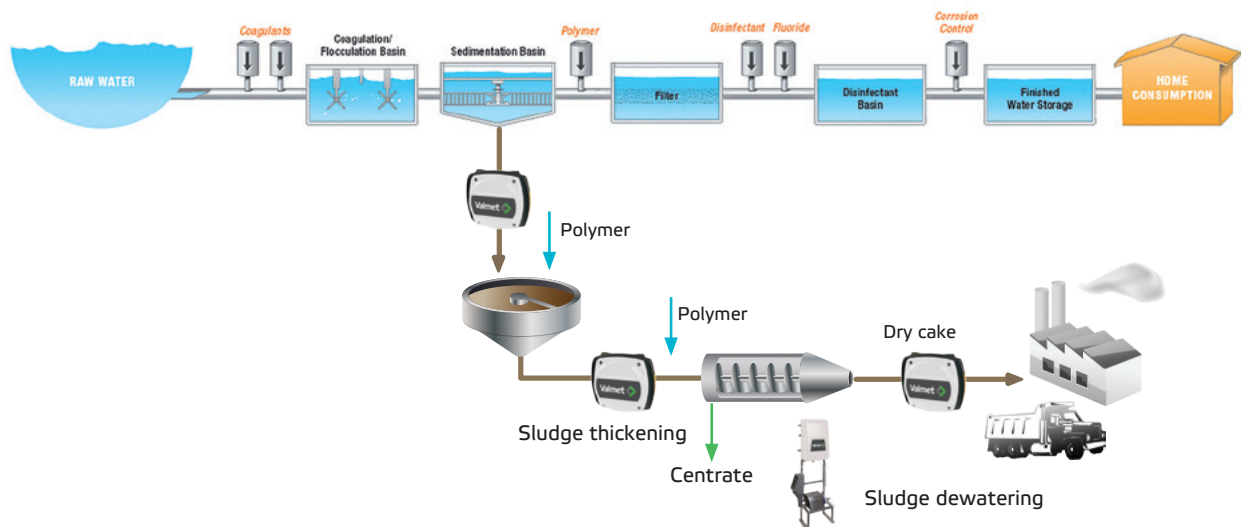 Coagulants
Coagulation/
Flocculation Basin
Sedimentation Basin
Polymer
Disinfectant
Fluoride
Corrosion
Control
RAW WATER
Filter
Disinfectant
Basin
Finished
Water Storage
HOME
CONSUMPTION
Valmet
Polymer
Polymer
Dry cake
Valmet
Valmet
Sludge thickening
Centrate
Sludge dewatering